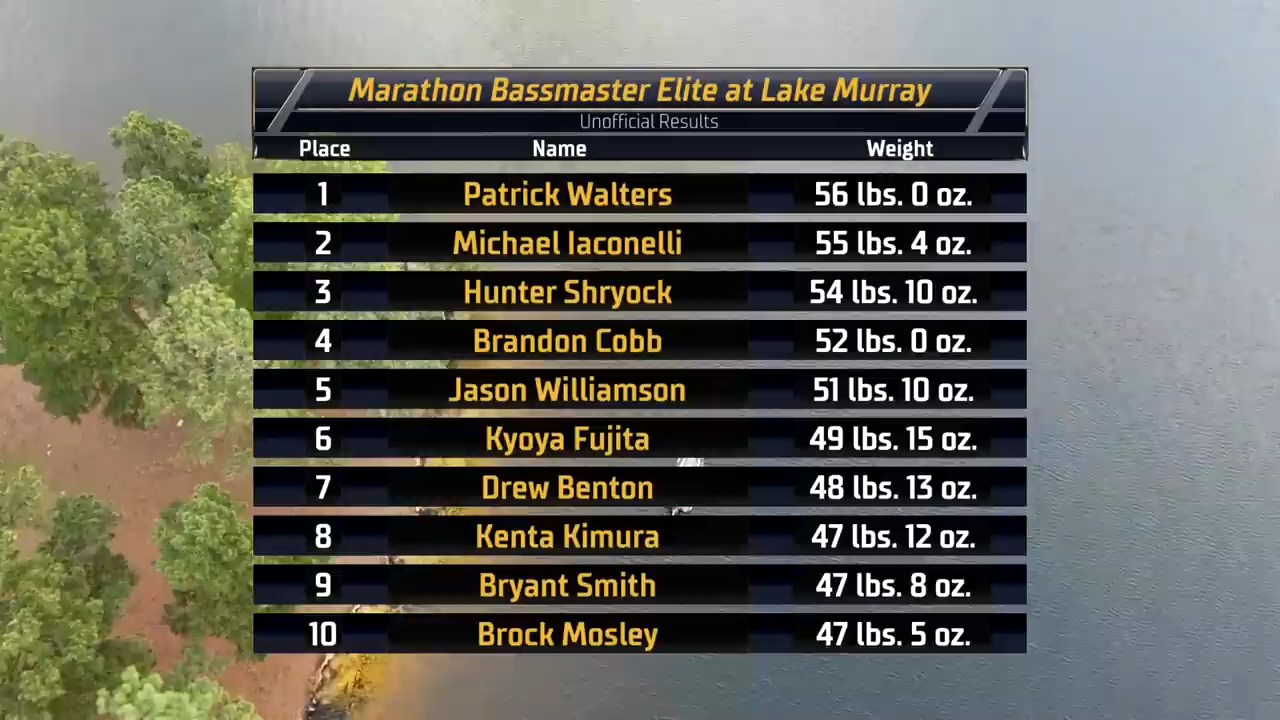 Marathon Bassmaster Elite at Lake Murray
Unofficial Results
Place Name Weight
1 Patrick Walters 56 lbs. 0 oz.
2 Michael Iaconelli 55 lbs. 4 oz.
3 Hunter Shryock 54 lbs. 10 oz.
4 Brandon Cobb 52 lbs. 0 oz.
5 Jason Williamson 51 lbs. 10 oz.
6 Kyoya Fujita 49 lbs. 15 oz.
7 Drew Benton 48 lbs. 13 oz.
8 Kenta Kimura 47 lbs. 12 oz.
9 Bryant Smith 47 lbs. 8 oz.
10 Brock Mosley 47 lbs. 5 oz.